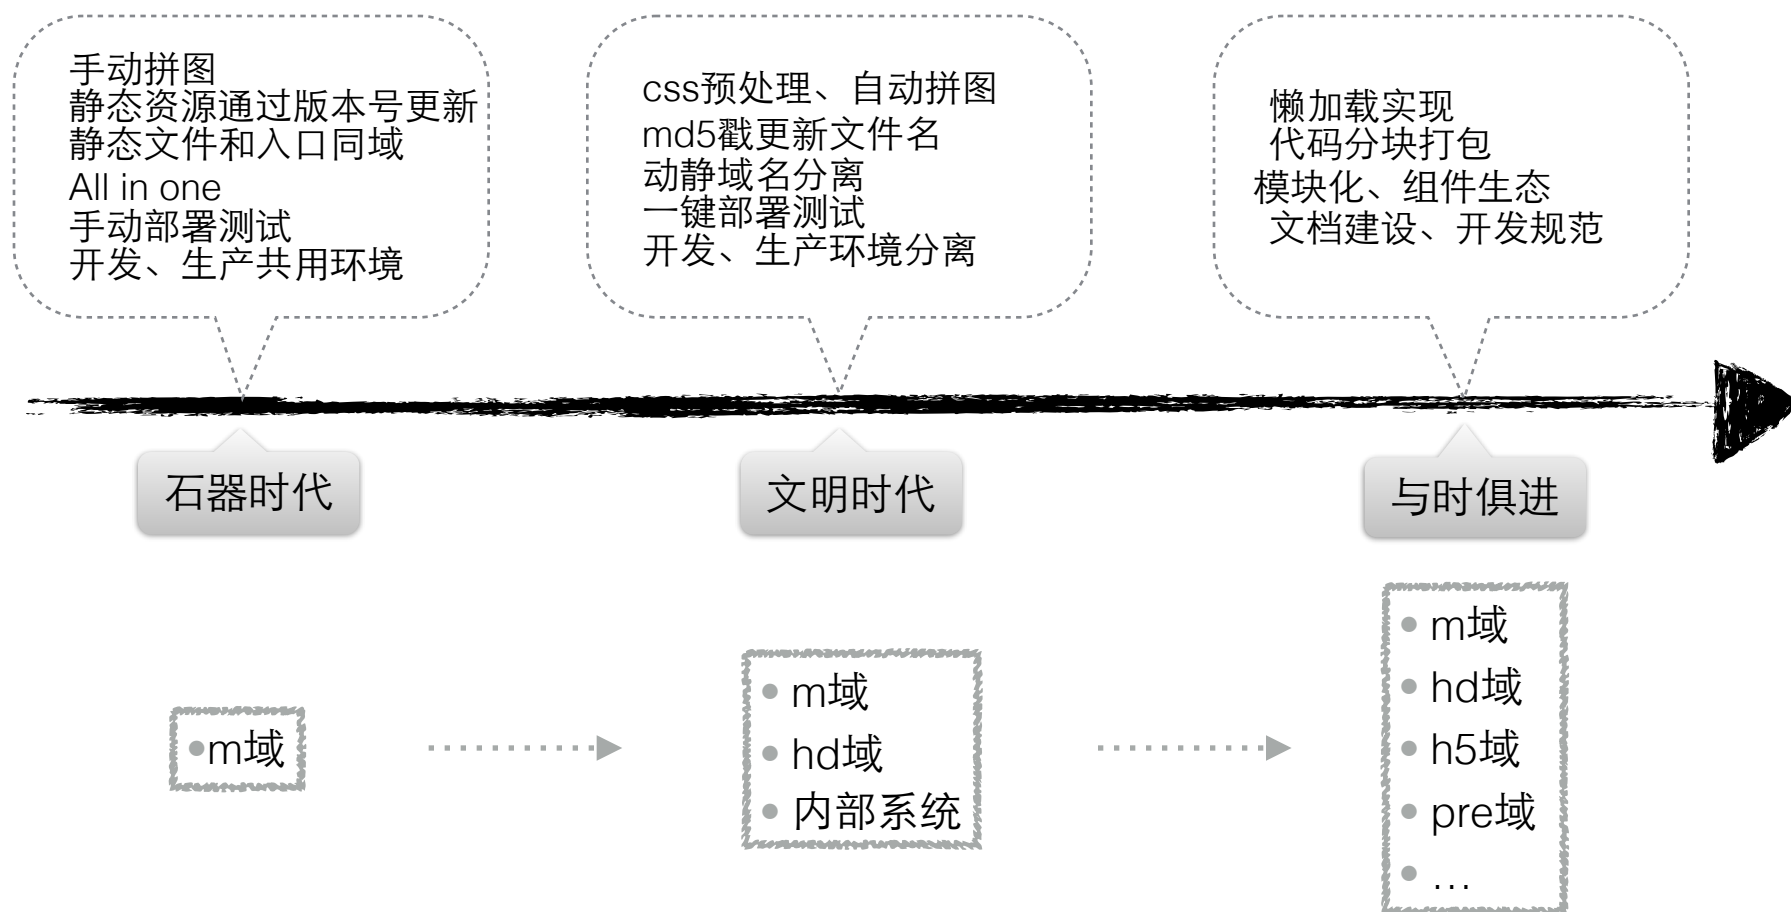 手动拼图
静态资源通过版本号更新
静态文件和入口同域
All in one
手动部署测试
开发、生产共用环境
css预处理、自动拼图
md5戳更新文件名
动静域名分离
一键部署测试
开发、生产环境分离
懒加载实现
代码分块打包
模块化、组件生态
文档建设、开发规范
石器时代
文明时代
与时俱进
•m域
• m域
• hd域
• 内部系统
• m域
• hd域
• h5域
• pre域
• ...